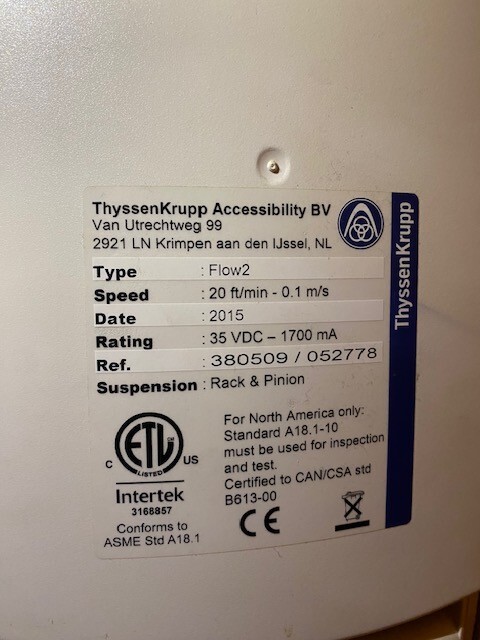 ThyssenKrupp Accessibility BV
Van Utrechtweg 99
2921 LN Krimpen aan den IJssel, NL
ThyssenKrupp
Type : Flow2
Speed : 20 ft/min - 0.1 m/s
Date : 2015
Rating : 35 VDC – 1700 mA
Ref. : 380509 / 052778
Suspension : Rack & Pinion
ETL
CM
LISTED
C US
Intertek
3168857
Conforms to
ASME Std A18.1
For North America only:
Standard A18.1-10
must be used for inspection
and test.
Certified to CAN/CSA std
B613-00
CE